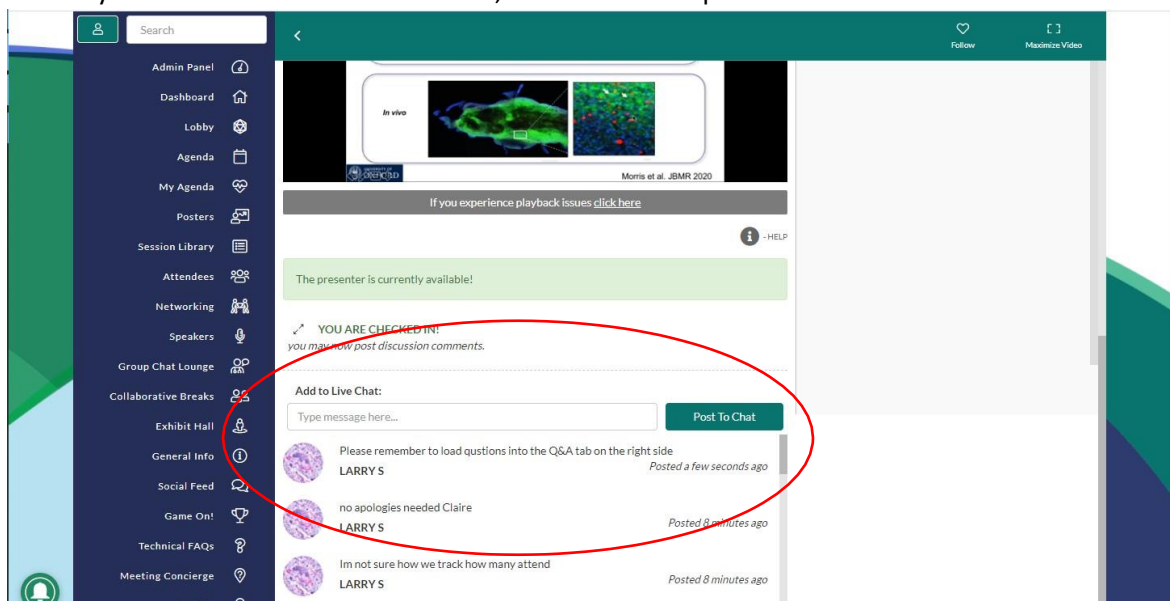 Search
Admin Panel
Dashboard
Lobby
Agenda
My Agenda
Posters
Session Library
Attendees
Networking
Speakers
Group Chat Lounge
Collaborative Breaks
Exhibit Hall
General Info
Social Feed
Game On!
Technical FAQs
Meeting Concierge
Follow
Maximize Video
In vivo
UNIVERSITY OF
OXFORD
Morris et al. JBMR 2020
If you experience playback issues click here
- HELP
The presenter is currently available!
YOU ARE CHECKED IN!
you may now post discussion comments.
Add to Live Chat:
Type message here...
Post To Chat
Please remember to load qustions into the Q&A tab on the right side
LARRY S
Posted a few seconds ago
no apologies needed Claire
LARRY S
Posted 8 minutes ago
Im not sure how we track how many attend
LARRY S
Posted 8 minutes ago